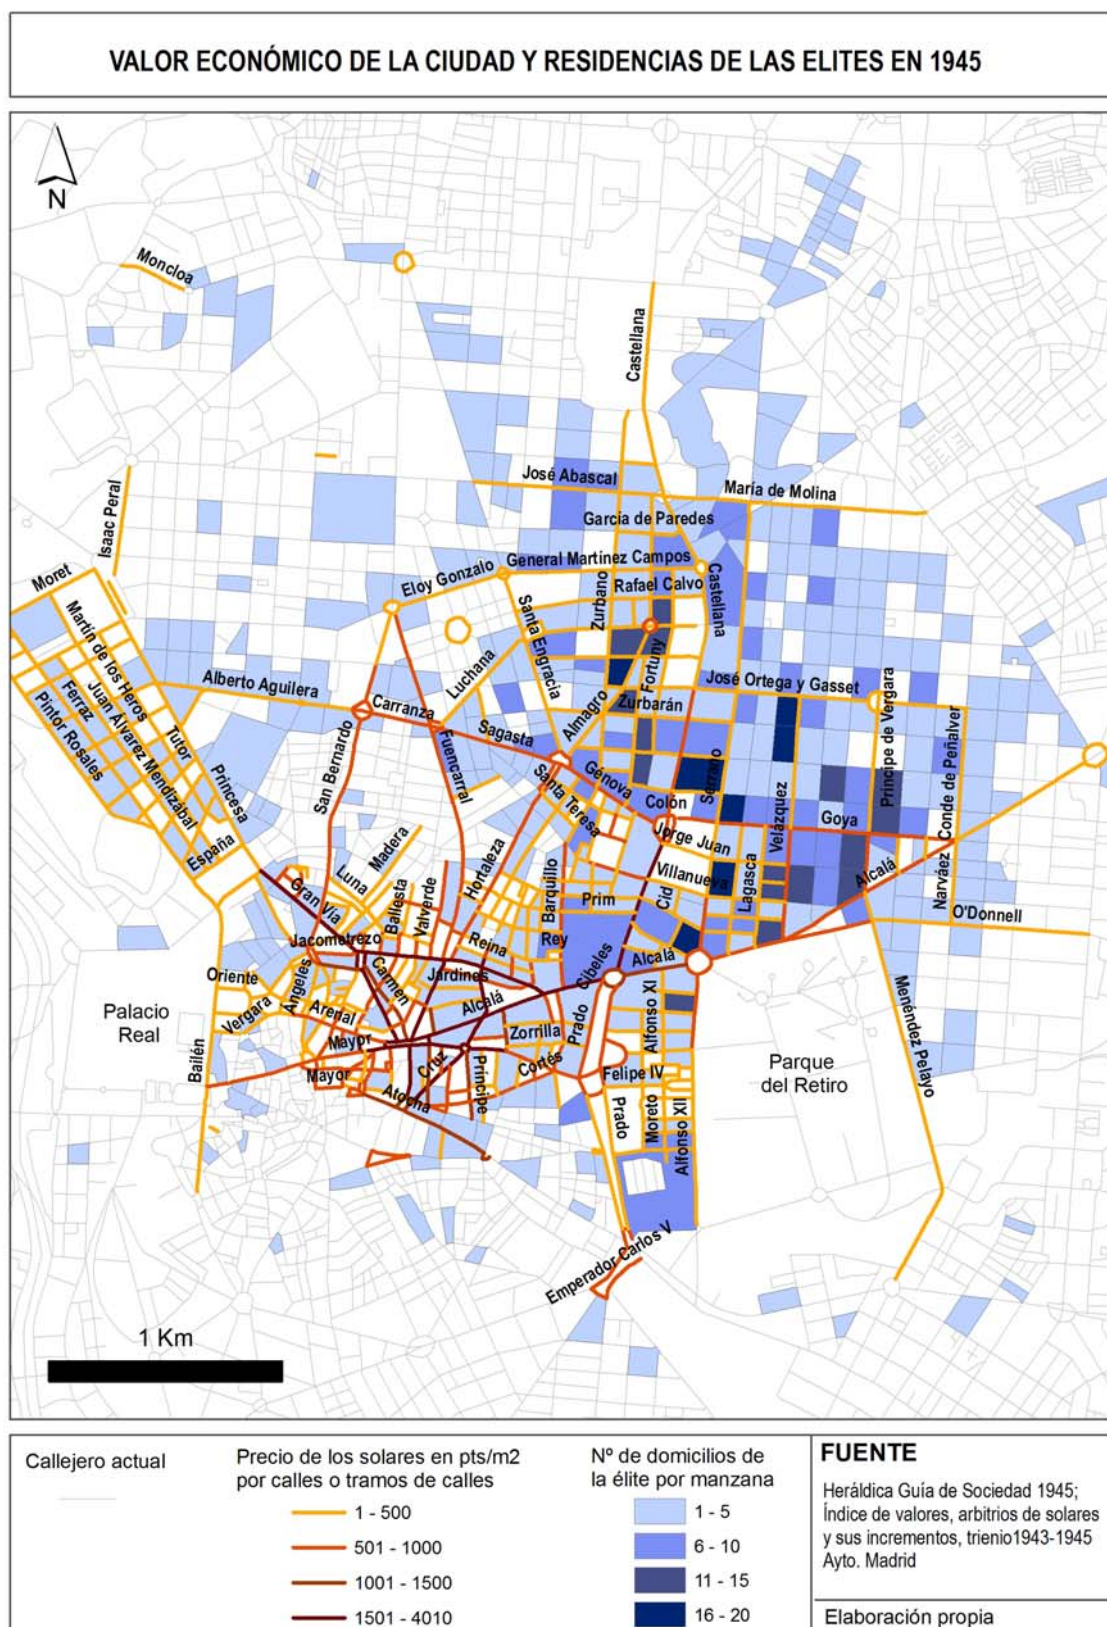 VALOR ECONÓMICO DE LA CIUDAD Y RESIDENCIAS DE LAS ELITES EN 1945
N
Moncloa
Castellana
José Abascal
María de Molina
Isaac Peral
García de Paredes
General Martínez Campos
Moret
Eloy Gonzalo
Rafael Calvo
Castellana
Zurbano
Santa Engracia
Martín de los Heros
Fortuny
Luchana
Alberto Aguilera
José Ortega y Gasset
Príncipe de Vergara
Juan Álvarez Mendizábal
Ferraz
Pintor Rosales
Tutor
Almagro
Zurbarán
Carranza
Sagasta
Conde de Peñalver
Fuencarral
San Bernardo
Princesa
Génova
Serrano
Santa Teresa
Colón
Velázquez
Goya
Jorge Juan
España
Madera
Luna
Hortaleza
Villanueva
Lagasca
Alcalá
Narváez
Gran Vía
Ballesta
Valverde
Barquillo
Prim
Cid
O'Donnell
Jacometrezo
Reina
Rey
Alcalá
Cibeles
Oriente
Ángeles
Carmen
Jardines
Alcalá
Alfonso XI
Menéndez Pelayo
Palacio
Real
Vergara
Arenal
Zorrilla
Prado
Bailén
Mayor
Mayor
Cruz
Príncipe
Cortés
Felipe IV
Parque
del Retiro
Atocha
Prado
Moreto
Alfonso XII
Emperador Carlos V
1 Km
Callejero actual
Precio de los solares en pts/m2
por calles o tramos de calles
1 - 500
501 - 1000
1001 - 1500
1501 - 4010
Nº de domicilios de
la élite por manzana
1 - 5
6 - 10
11 - 15
16 - 20
FUENTE
Heráldica Guía de Sociedad 1945;
Índice de valores, arbitrios de solares
y sus incrementos, trienio1943-1945
Ayto. Madrid
Elaboración propia